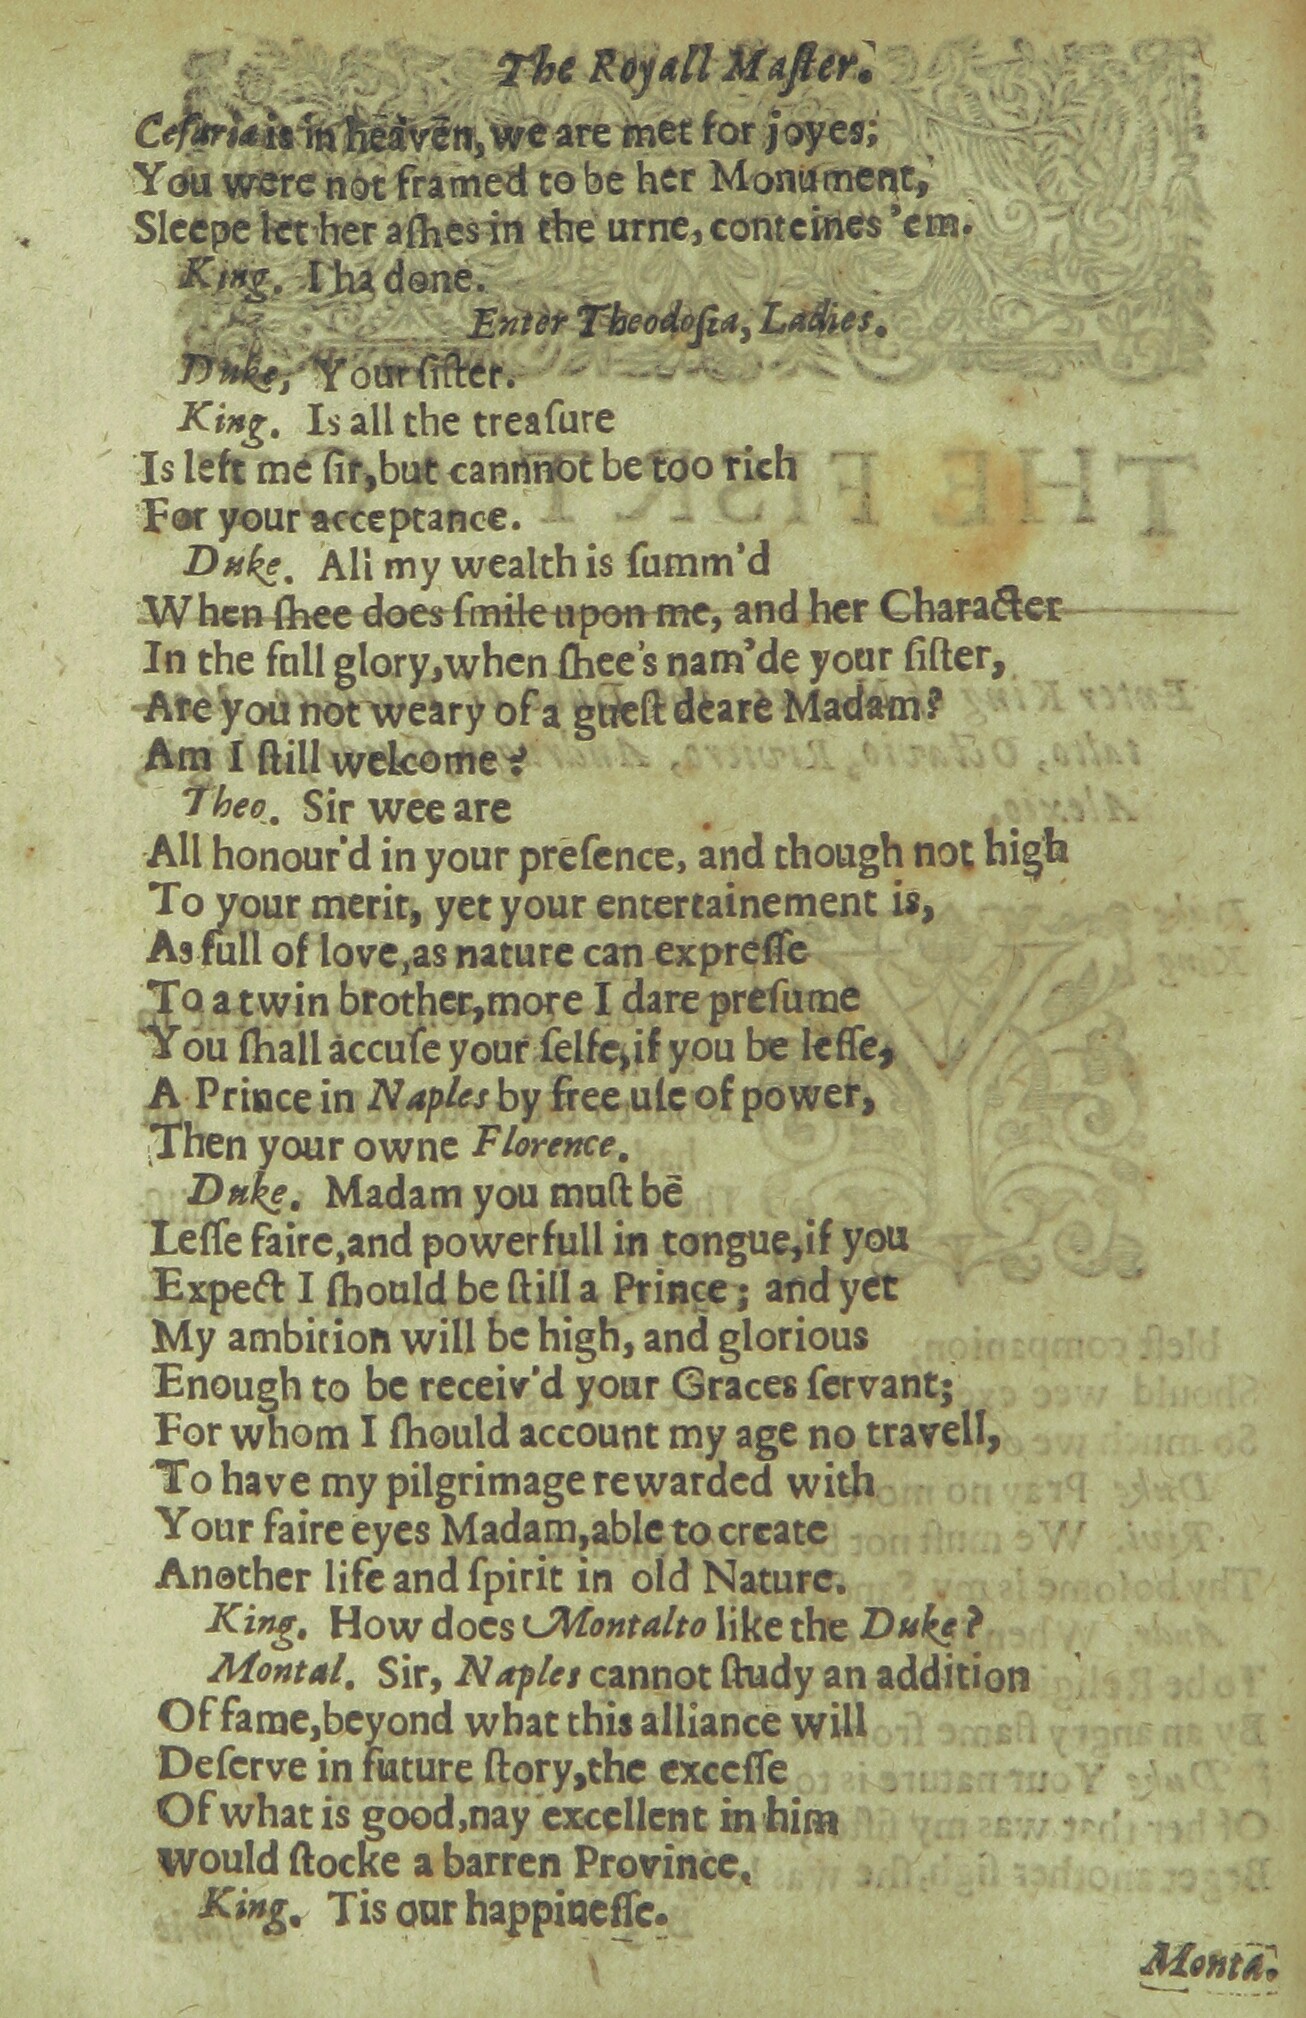 The Royall Maſter.
Ceſaria is in heaven, we are met for joyes;
You were not framed to be her Monument,
Sleepe let her aſhes in the urne, conteines 'em.
King. I ha done.
Enter Theodoſia, Ladies.
Duke, Your ſiſter.
King. Is all the treaſure
Is left me ſir, but cannnot be too rich
For your acceptance.
Duke. All my wealth is ſumm'd
When ſhee does ſmile upon me, and her Character
In the full glory, when ſhee's nam'de your ſiſter,
Are you not weary of a gueſt deare Madam?
Am I ſtill welcome?
Theo. Sir wee are
All honour'd in your preſence, and though not high
To your merit, yet your entertainement is,
As full of love, as nature can expreſſe
To a twin brother, more I dare preſume
You ſhall accuſe your ſelfe, if you be leſſe,
A Prince in Naples by free uſe of power,
Then your owne Florence.
Duke. Madam you muſt be
Leſſe faire, and powerfull in tongue, if you
Expect I ſhould be ſtill a Prince; and yet
My ambition will be high, and glorious
Enough to be receiv'd your Graces ſervant;
For whom I ſhould account my age no travell,
To have my pilgrimage rewarded with
Your faire eyes Madam, able to create
Another life and ſpirit in old Nature.
King. How does Montalto like the Duke?
Montal. Sir, Naples cannot ſtudy an addition
Of fame, beyond what this alliance will
Deſerve in future ſtory, the exceſſe
Of what is good, nay excellent in him
would ſtocke a barren Province.
King. Tis our happineſſe.
Monta.